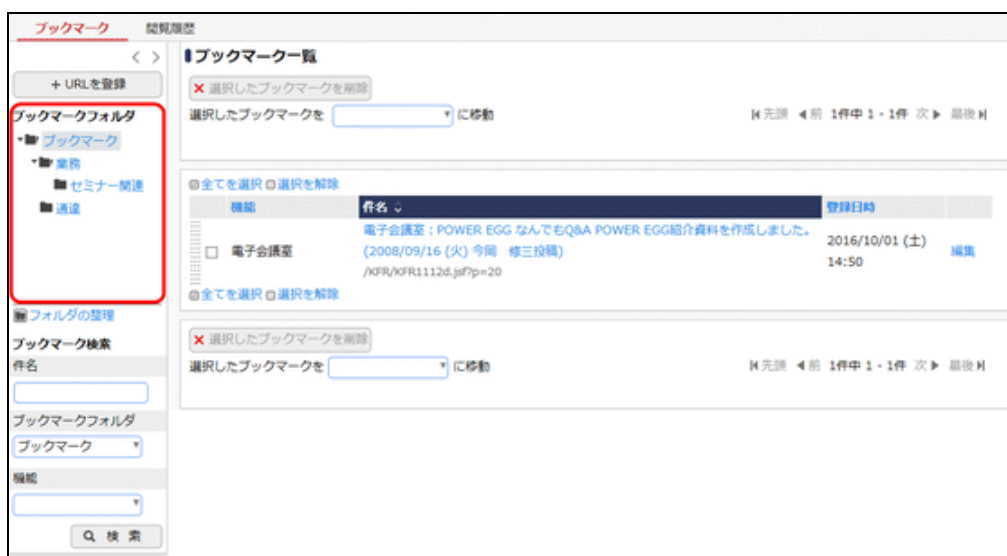 ブックマーク 閲覧履歴
+ URLを登録
ブックマークフォルダ
ブックマーク
業務
セミナー関連
通達
フォルダの整理
ブックマーク検索
件名
ブックマークフォルダ
ブックマーク
機能
検 索
ブックマーク一覧
選択したブックマークを削除
選択したブックマークを に移動 先頭 前 1件中 1 - 1件 次 最後
全てを選択 選択を解除
機能 件名 登録日時
電子会議室 電子会議室:POWER EGG なんでもQ&A POWER EGG紹介資料を作成しました。
(2008/09/16 (火) 今岡 修三投稿)
/KFR/KFR1112d.jsf?p=20
2016/10/01 (土)
14:50
編集
全てを選択 選択を解除
選択したブックマークを削除
選択したブックマークを に移動 先頭 前 1件中 1 - 1件 次 最後